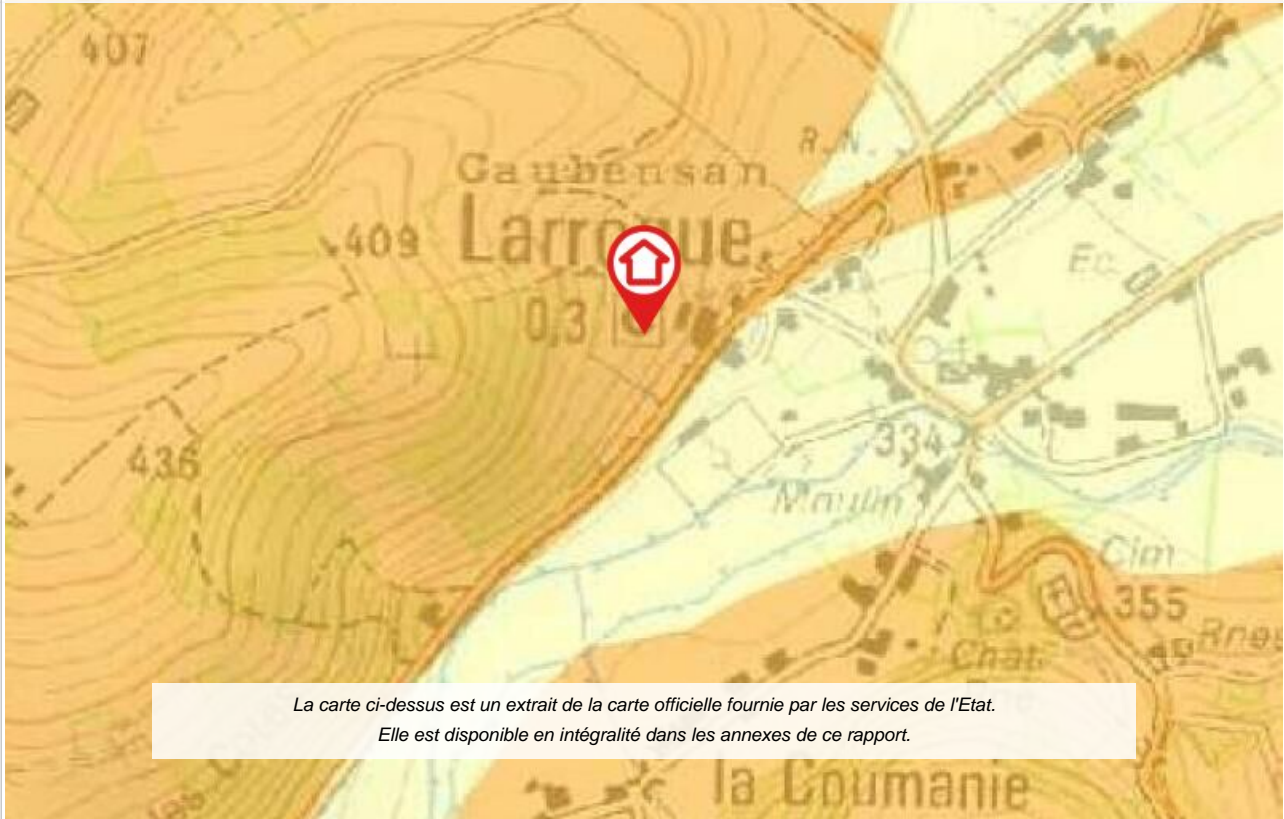 407
R.N.
Gaubensan
409
Larroque
0,3
Ec.
334
436
Moulin
Cim
355
Chat.
Rnes
La carte ci-dessus est un extrait de la carte officielle fournie par les services de l'Etat.
Elle est disponible en intégralité dans les annexes de ce rapport.
la Coumanie